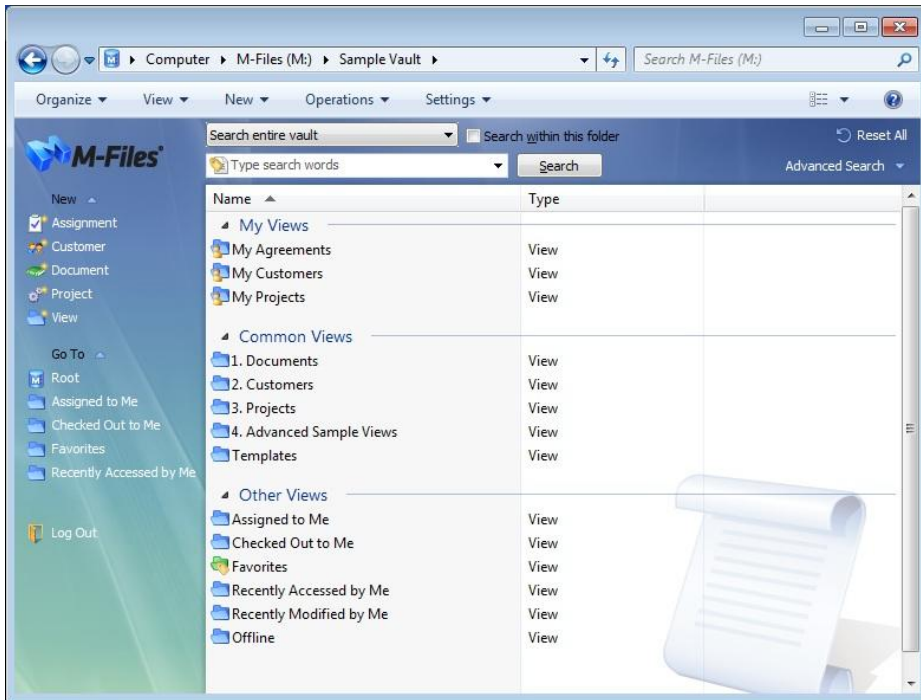 Computer M-Files (M:) Sample Vault Search M-Files (M:)
Organize View New Operations Settings
Search entire vault Search within this folder Reset All
M-Files®
Type search words Search Advanced Search
New
Assignment
Customer
Document
Project
View
Go To
Root
Assigned to Me
Checked Out to Me
Favorites
Recently Accessed by Me
Log Out
Name Type
My Views
My Agreements View
My Customers View
My Projects View
Common Views
1. Documents View
2. Customers View
3. Projects View
4. Advanced Sample Views View
Templates View
Other Views
Assigned to Me View
Checked Out to Me View
Favorites View
Recently Accessed by Me View
Recently Modified by Me View
Offline View